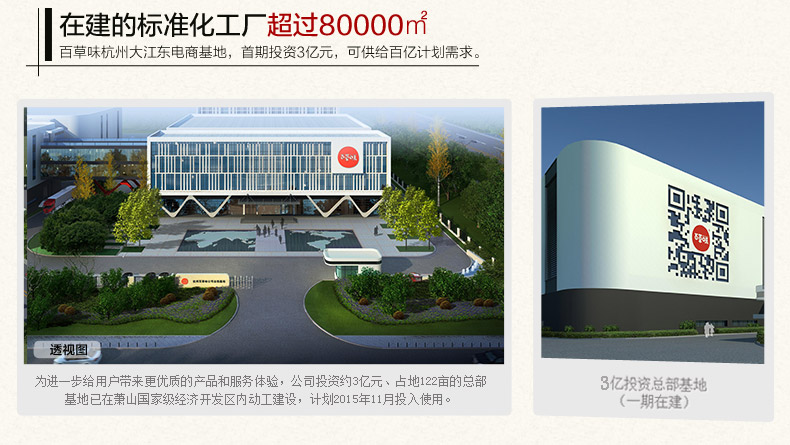 在建的标准化工厂超过80000㎡
百草味杭州大江东电商基地，首期投资3亿元，可供给百亿计划需求。
百草味
百草味
透视图
为进一步给用户带来更优质的产品和服务体验，公司投资约3亿元、占地122亩的总部
基地已在萧山国家级经济开发区内动工建设，计划2015年11月投入使用。
3亿投资总部基地
（一期在建）